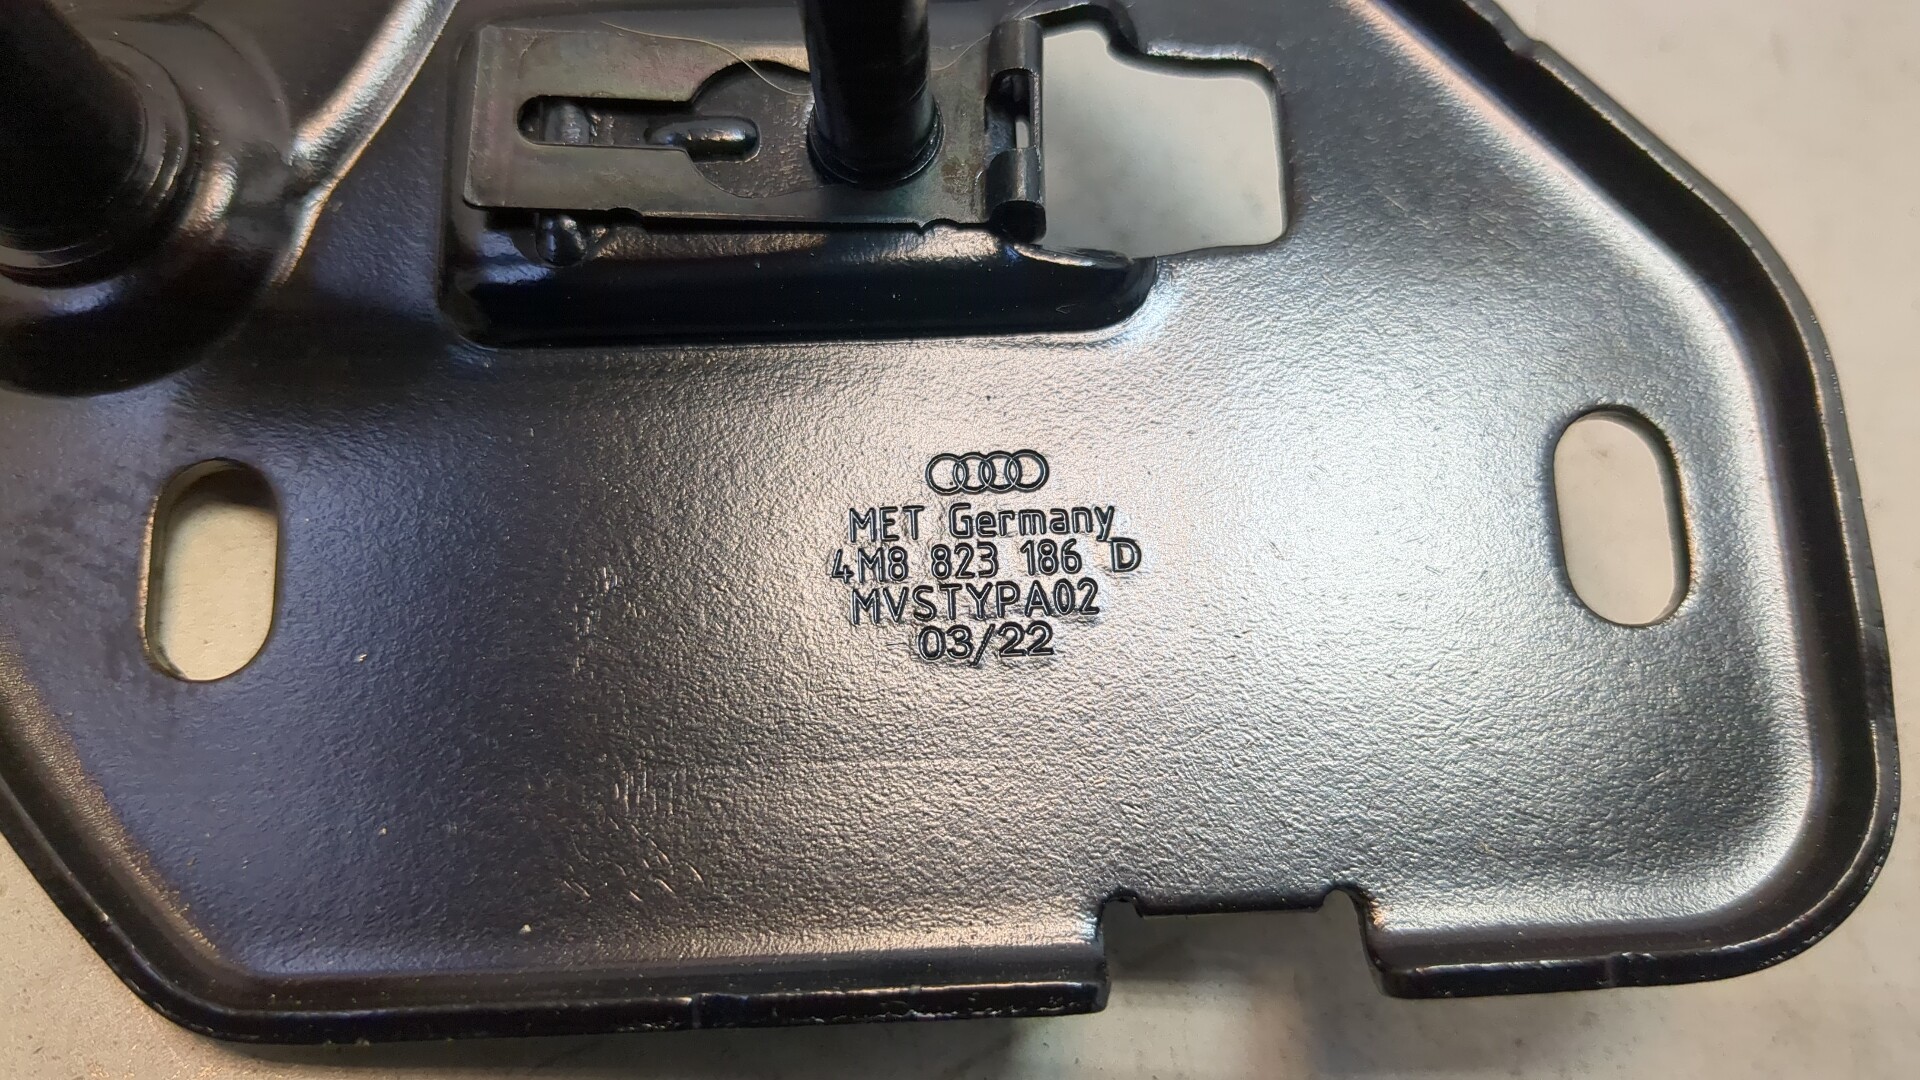 MET Germany
4M8 823 186 D
MVSTYPA02
03/22